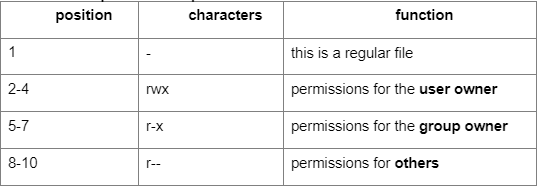 position characters function
1 - this is a regular file
2-4 rwx permissions for the user owner
5-7 r-x permissions for the group owner
8-10 r-- permissions for others